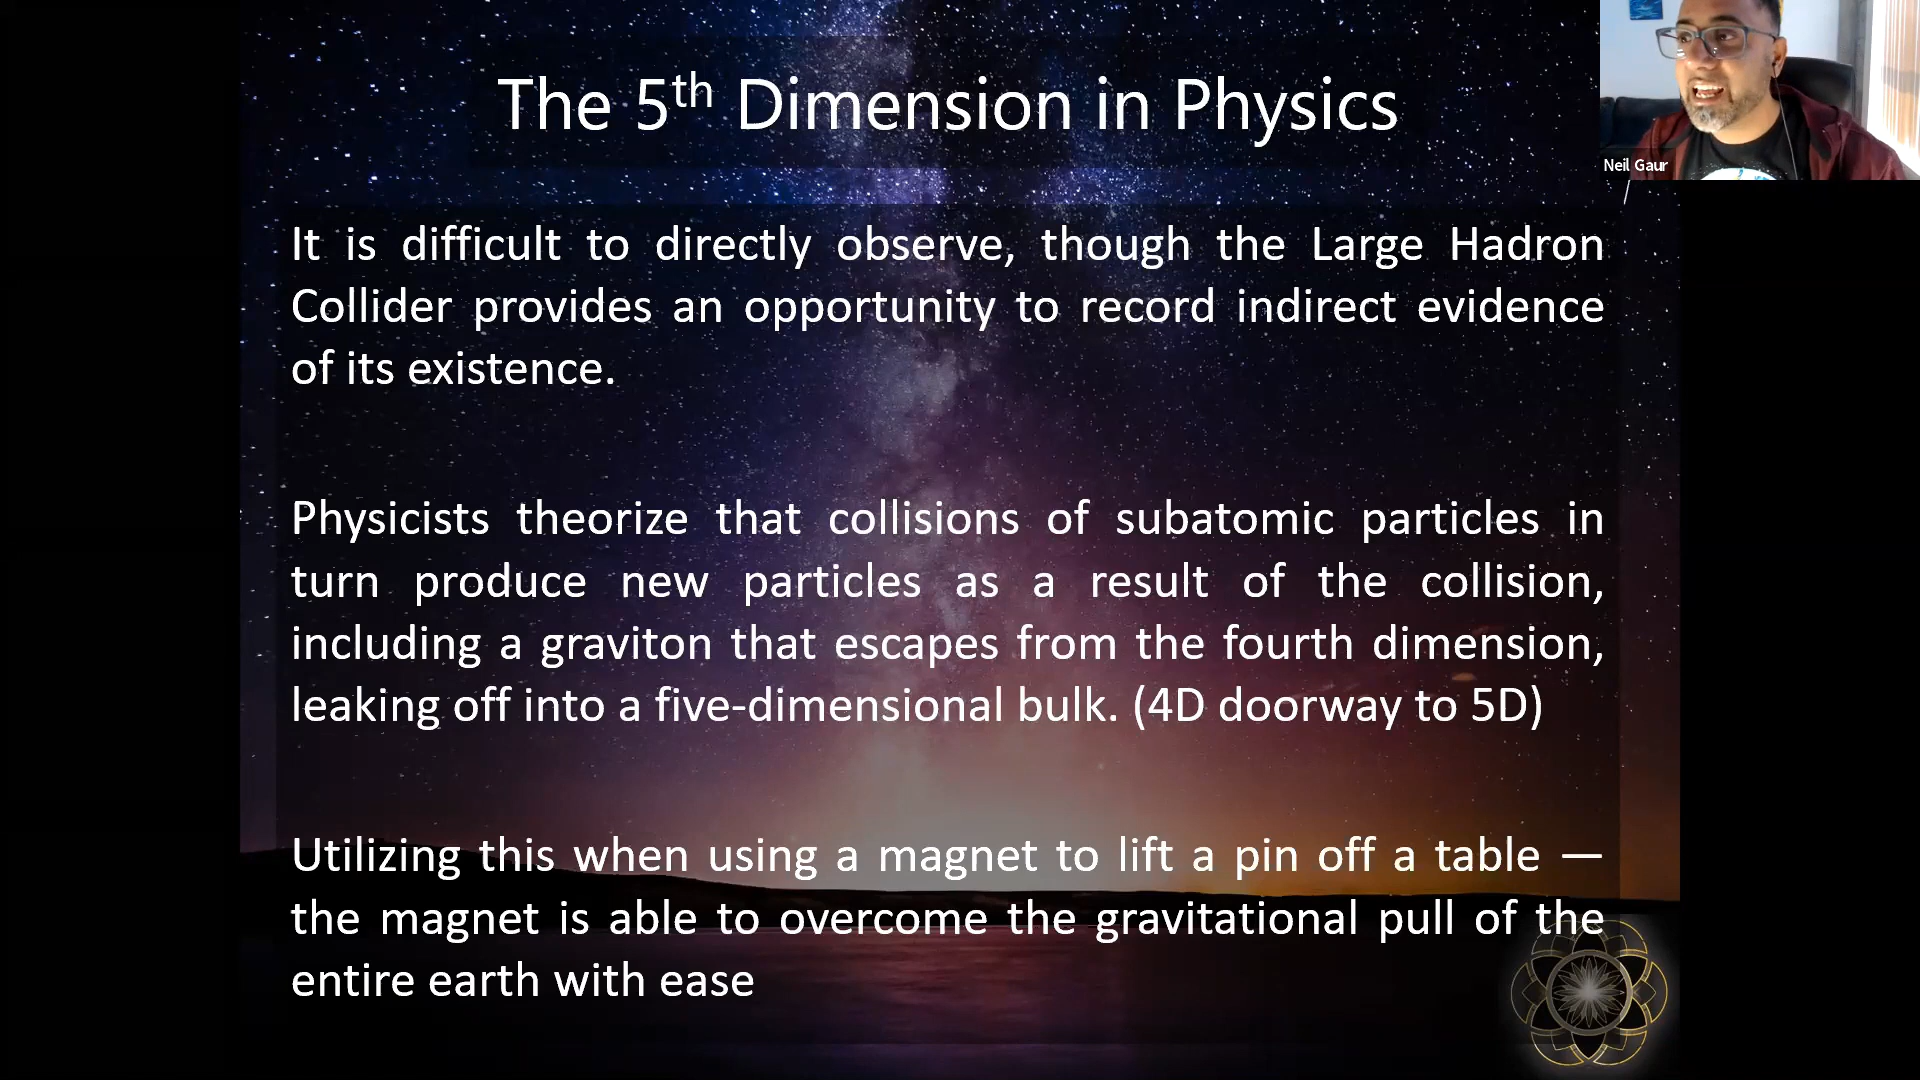 The 5th Dimension in Physics
Neil Gaur
It is difficult to directly observe, though the Large Hadron
Collider provides an opportunity to record indirect evidence
of its existence.
Physicists theorize that collisions of subatomic particles in
turn produce new particles as a result of the collision,
including a graviton that escapes from the fourth dimension,
leaking off into a five-dimensional bulk. (4D doorway to 5D)
Utilizing this when using a magnet to lift a pin off a table —
the magnet is able to overcome the gravitational pull of the
entire earth with ease